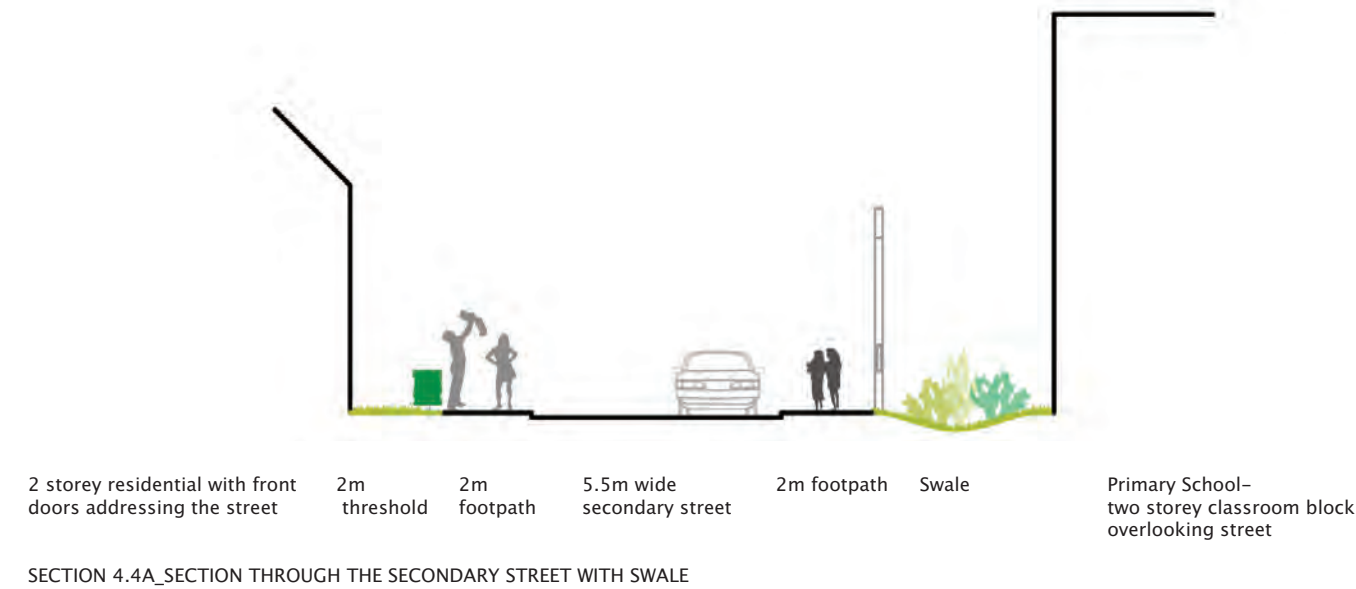 2 storey residential with front
doors addressing the street
2m
threshold
2m
footpath
5.5m wide
secondary street
2m footpath
Swale
Primary School-
two storey classroom block
overlooking street
SECTION 4.4A_SECTION THROUGH THE SECONDARY STREET WITH SWALE